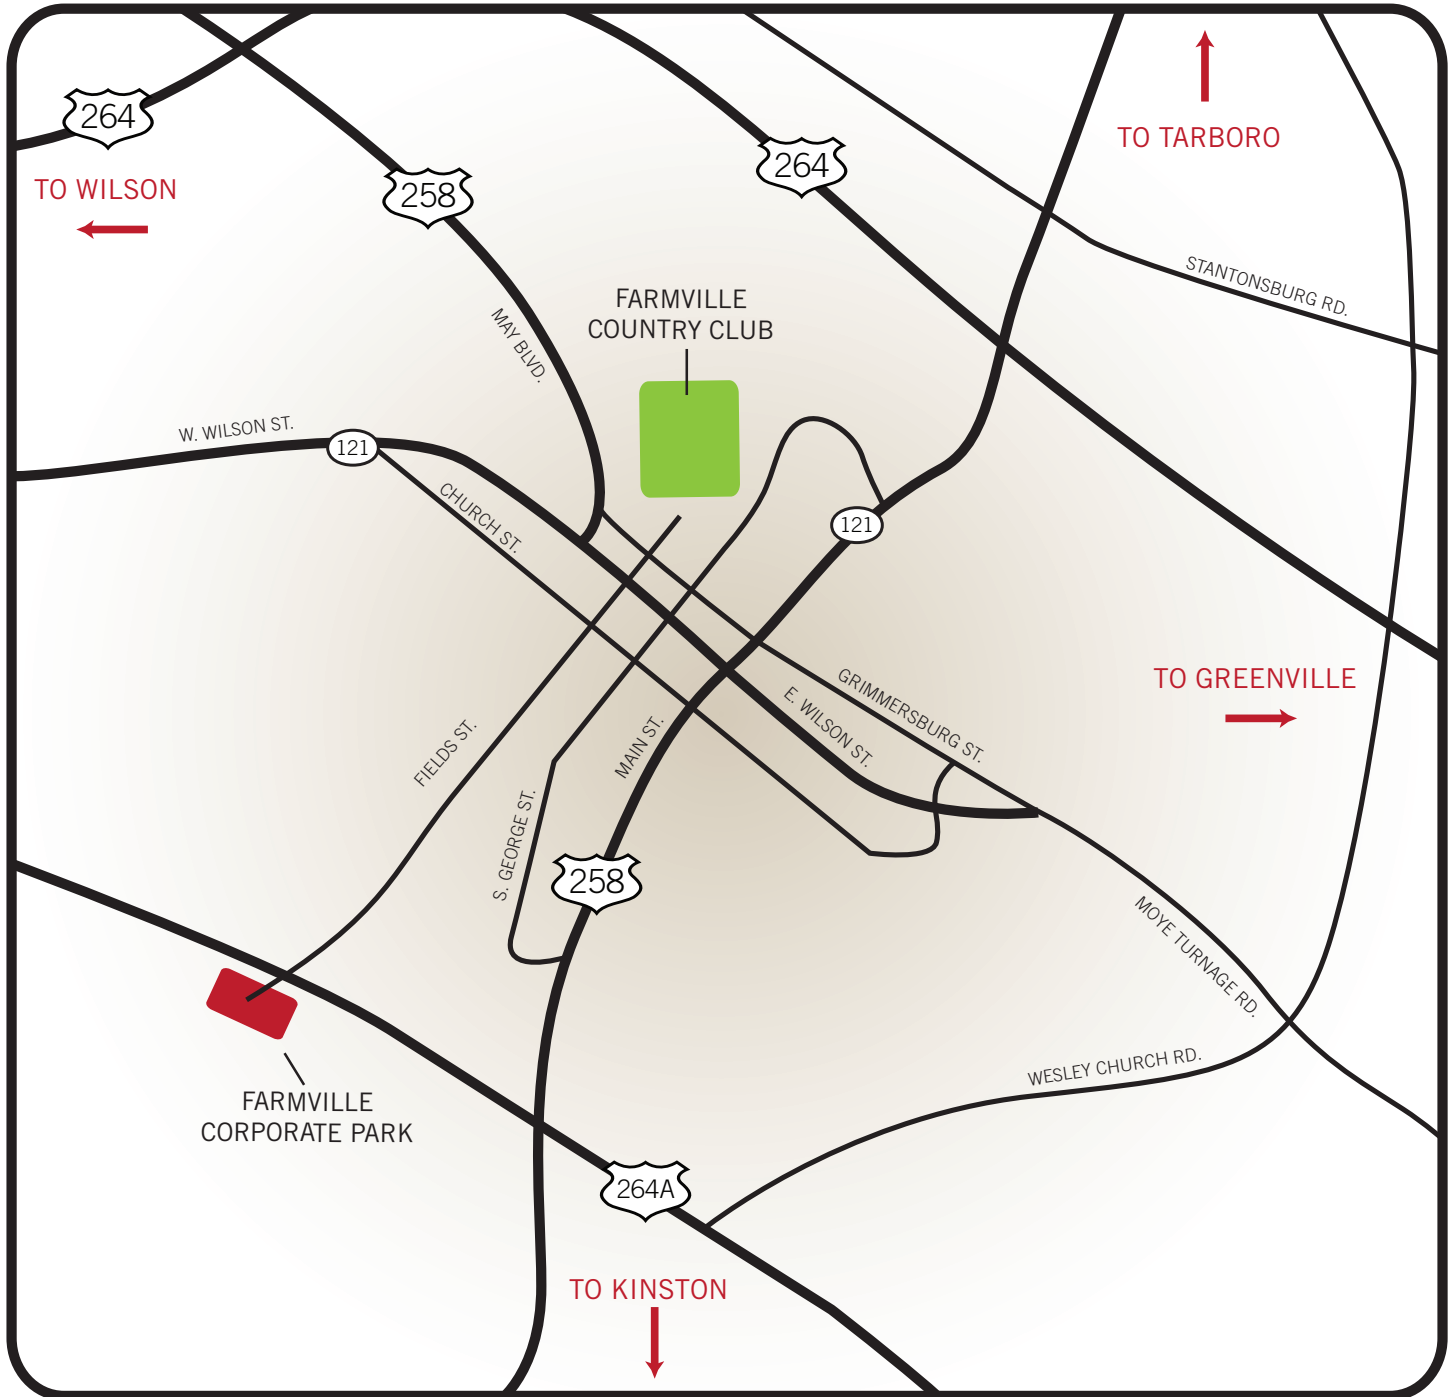 264
TO WILSON
258
264
TO TARBORO
STANTONSBURG RD.
FARMVILLE
COUNTRY CLUB
MAY BLVD.
W. WILSON ST.
121
CHURCH ST.
121
GRIMMERSBURG ST.
E. WILSON ST.
TO GREENVILLE
FIELDS ST.
MAIN ST.
S. GEORGE ST.
258
MOYE TURNAGE RD.
WESLEY CHURCH RD.
FARMVILLE
CORPORATE PARK
264A
TO KINSTON